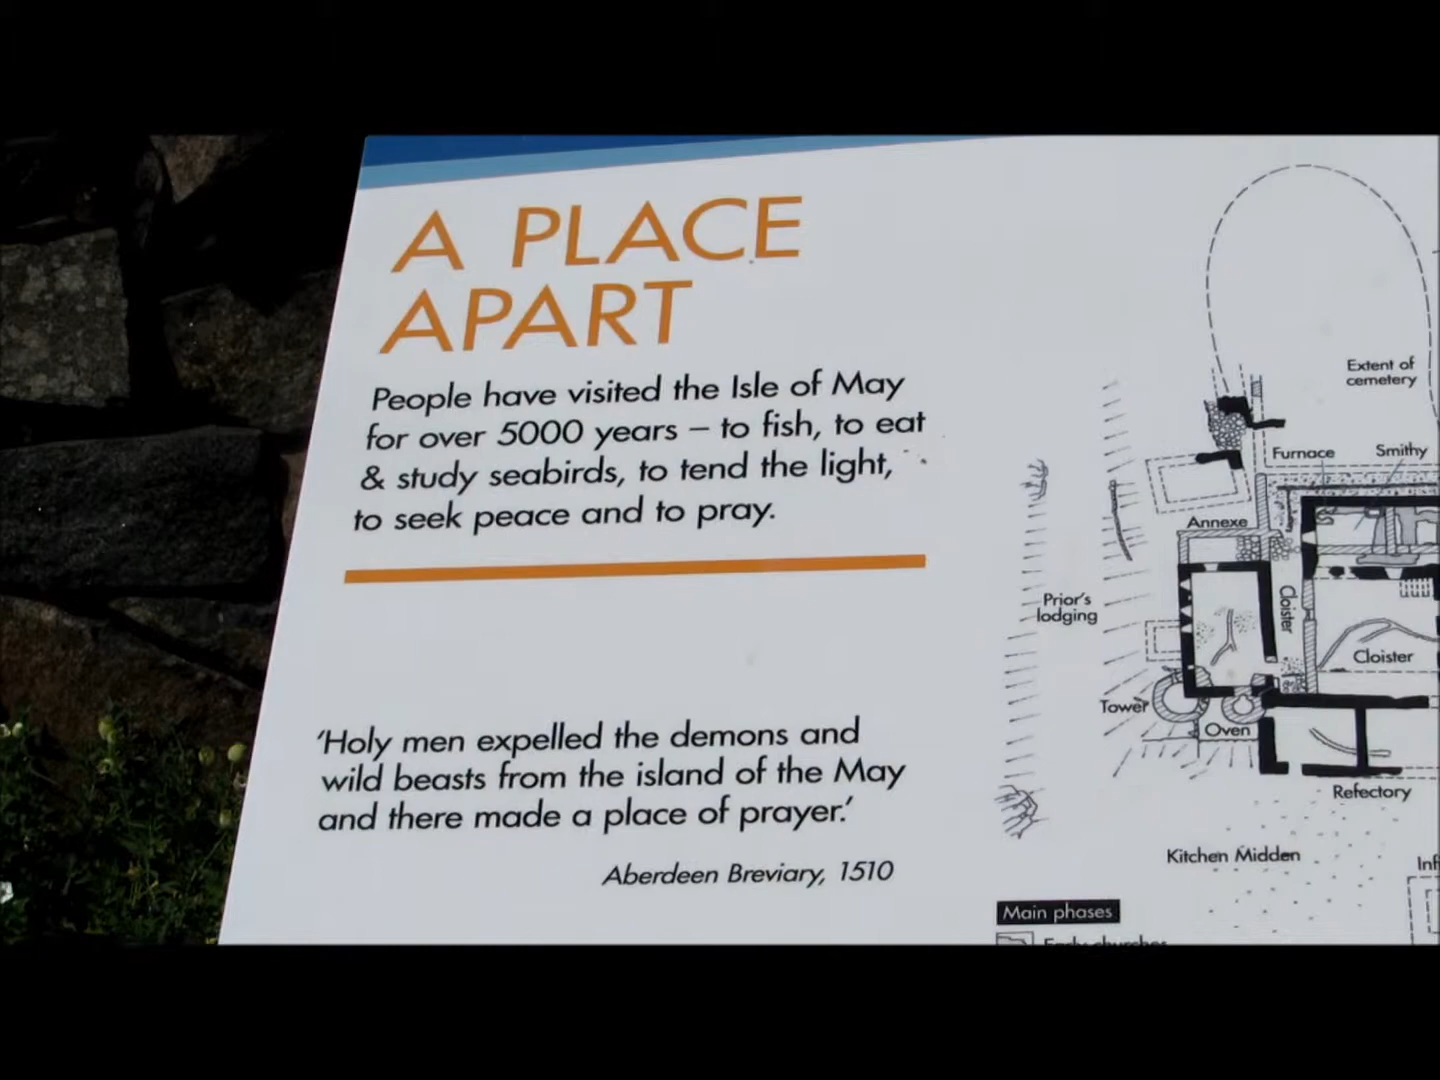 A PLACE
APART
People have visited the Isle of May
for over 5000 years – to fish, to eat
& study seabirds, to tend the light,
to seek peace and to pray.
'Holy men expelled the demons and
wild beasts from the island of the May
and there made a place of prayer.'
Aberdeen Breviary, 1510
Extent of
cemetery
Furnace
Smithy
Annexe
Cloister
Prior's
lodging
Cloister
Tower
Oven
Refectory
Kitchen Midden
Main phases
Early churches